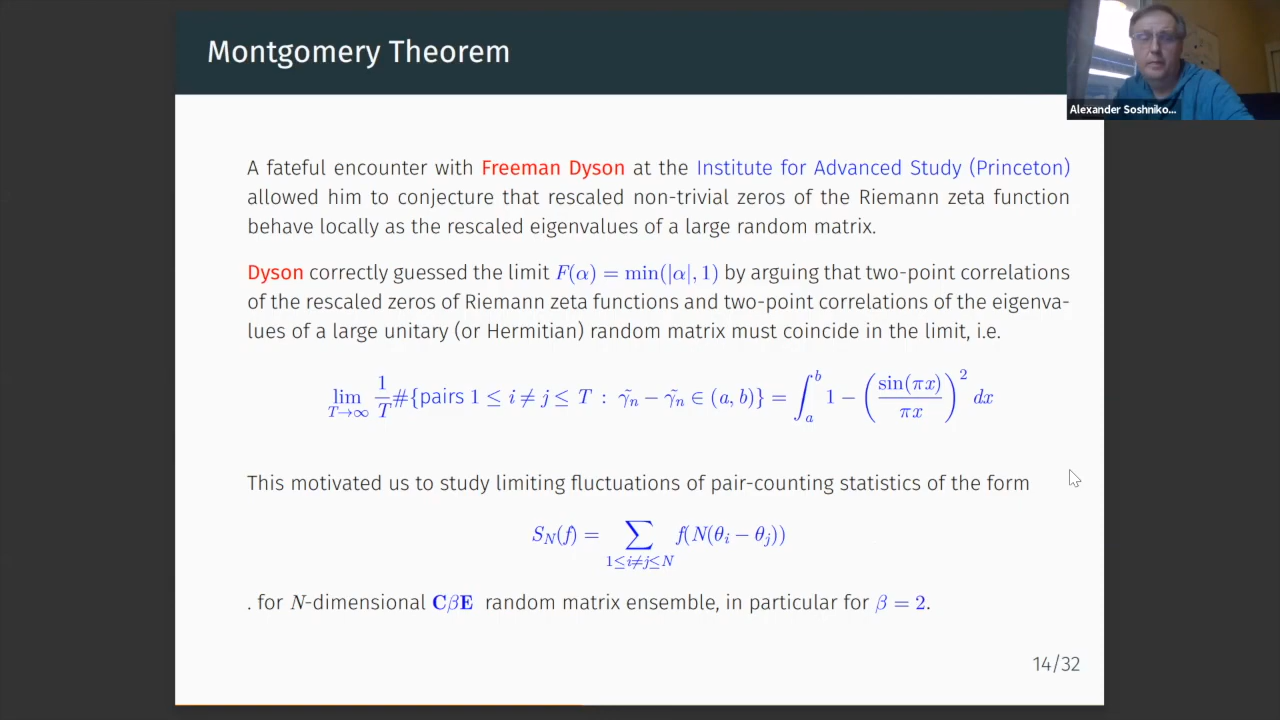 Montgomery Theorem
Alexander Soshniko...
A fateful encounter with Freeman Dyson at the Institute for Advanced Study (Princeton)
allowed him to conjecture that rescaled non-trivial zeros of the Riemann zeta function
behave locally as the rescaled eigenvalues of a large random matrix.
Dyson correctly guessed the limit F(α) = min(|α|, 1) by arguing that two-point correlations
of the rescaled zeros of Riemann zeta functions and two-point correlations of the eigenva-
lues of a large unitary (or Hermitian) random matrix must coincide in the limit, i.e.
lim_{T→∞} 1/T #{pairs 1 ≤ i ≠ j ≤ T : γ̃_n − γ̃_n ∈ (a, b)} = ∫_a^b 1 − (sin(πx)/πx)^2 dx
This motivated us to study limiting fluctuations of pair-counting statistics of the form
S_N(f) = ∑_{1≤i≠j≤N} f(N(θ_i − θ_j))
. for N-dimensional CβE random matrix ensemble, in particular for β = 2.
14/32